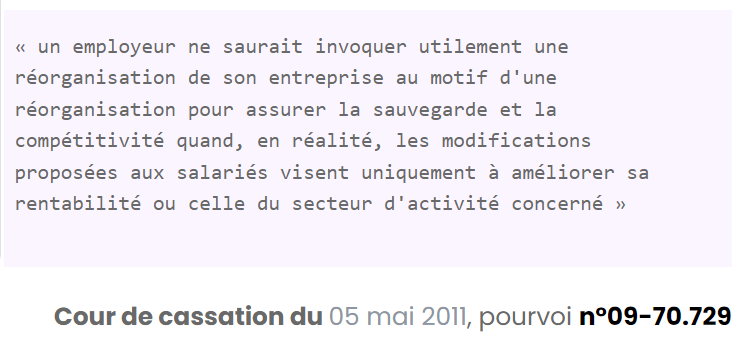 « un employeur ne saurait invoquer utilement une
réorganisation de son entreprise au motif d'une
réorganisation pour assurer la sauvegarde et la
compétitivité quand, en réalité, les modifications
proposées aux salariés visent uniquement à améliorer sa
rentabilité ou celle du secteur d'activité concerné »
Cour de cassation du 05 mai 2011, pourvoi n°09-70.729